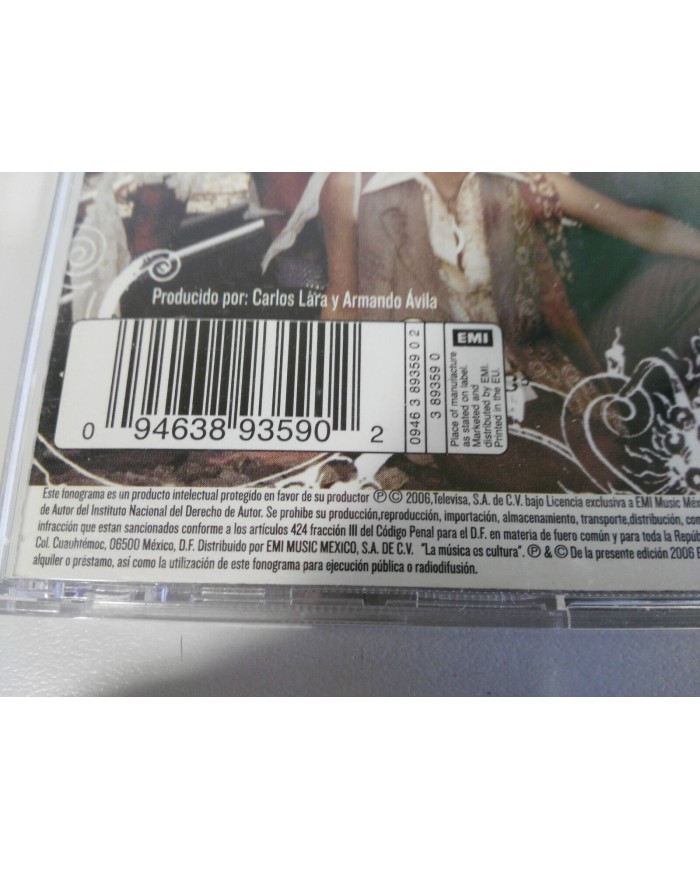 Producido por: Carlos Lara y Armando Ávila
0 94638 93590 2
0946 3 89359 0 2
3 89359 0
EMI
Place of manufacture
as stated on label.
Marketed and
distributed by EMI.
Printed in the EU.
Este fonograma es un producto intelectual protegido en favor de su productor Ⓟ © 2006, Televisa, S.A. de C.V. bajo Licencia exclusiva a EMI Music
de Autor del Instituto Nacional del Derecho de Autor. Se prohibe su producción,reproducción, importación, almacenamiento, transporte,distribución,
infracción que estan sancionados conforme a los artículos 424 fracción III del Código Penal para el D.F. en materia de fuero común y para toda la
Col. Cuauhtémoc, 06500 México, D.F. Distribuido por EMI MUSIC MEXICO, S.A. DE C.V. "La música es cultura". Ⓟ & © De la presente edición 2006
alquiler o préstamo, así como la utilización de este fonograma para ejecución pública o radiodifusión.